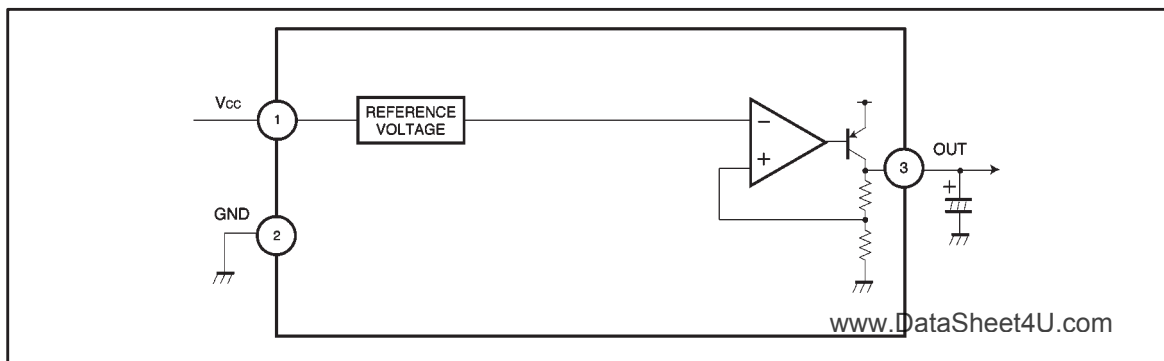 Vcc
1
REFERENCE
VOLTAGE
−
+
3
OUT
+
GND
2
www.DataSheet4U.com